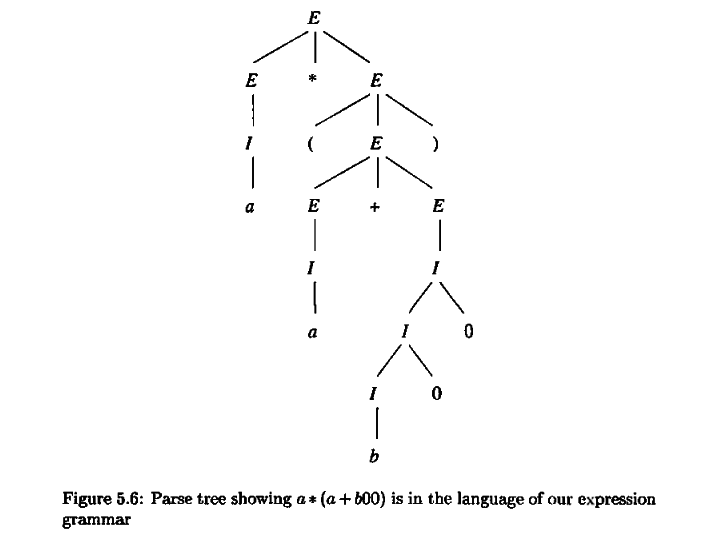 E
E * E
I ( E )
a E + E
I I
a I 0
I 0
b
Figure 5.6: Parse tree showing a * (a + b00) is in the language of our expression
grammar